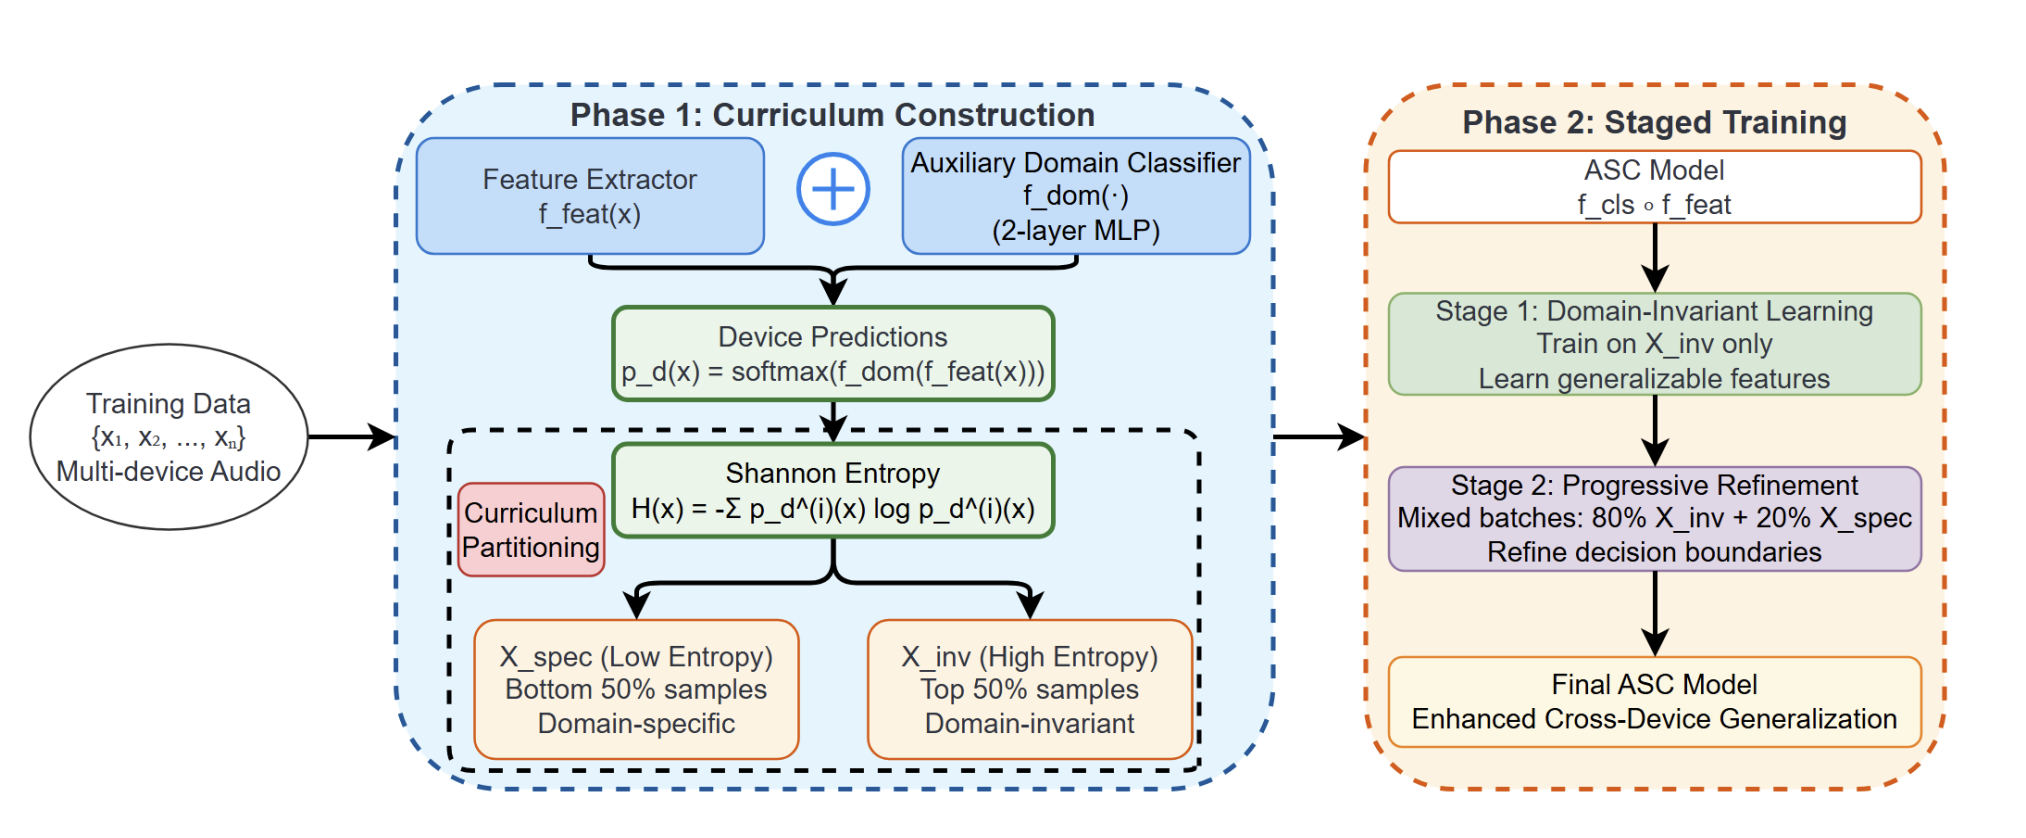 Training Data
{x₁, x₂, ..., xₙ}
Multi-device Audio
Phase 1: Curriculum Construction
Feature Extractor
f_feat(x)
Auxiliary Domain Classifier
f_dom(·)
(2-layer MLP)
Device Predictions
p_d(x) = softmax(f_dom(f_feat(x)))
Curriculum
Partitioning
Shannon Entropy
H(x) = -Σ p_d^(i)(x) log p_d^(i)(x)
X_spec (Low Entropy)
Bottom 50% samples
Domain-specific
X_inv (High Entropy)
Top 50% samples
Domain-invariant
Phase 2: Staged Training
ASC Model
f_cls ∘ f_feat
Stage 1: Domain-Invariant Learning
Train on X_inv only
Learn generalizable features
Stage 2: Progressive Refinement
Mixed batches: 80% X_inv + 20% X_spec
Refine decision boundaries
Final ASC Model
Enhanced Cross-Device Generalization